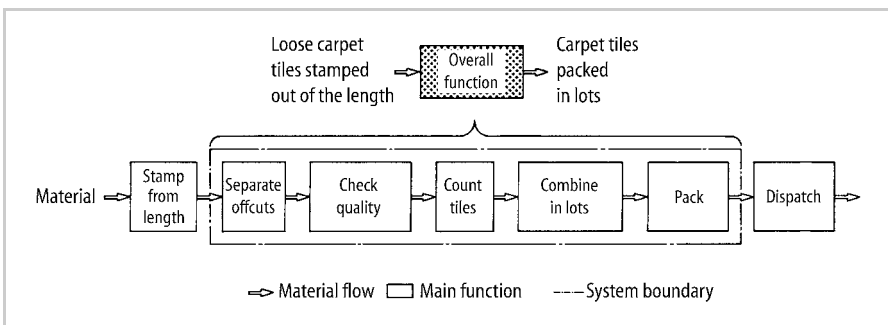 Loose carpet
tiles stamped
out of the length
Overall
function
Carpet tiles
packed
in lots
Material
Stamp
from
length
Separate
offcuts
Check
quality
Count
tiles
Combine
in lots
Pack
Dispatch
Material flow
Main function
System boundary